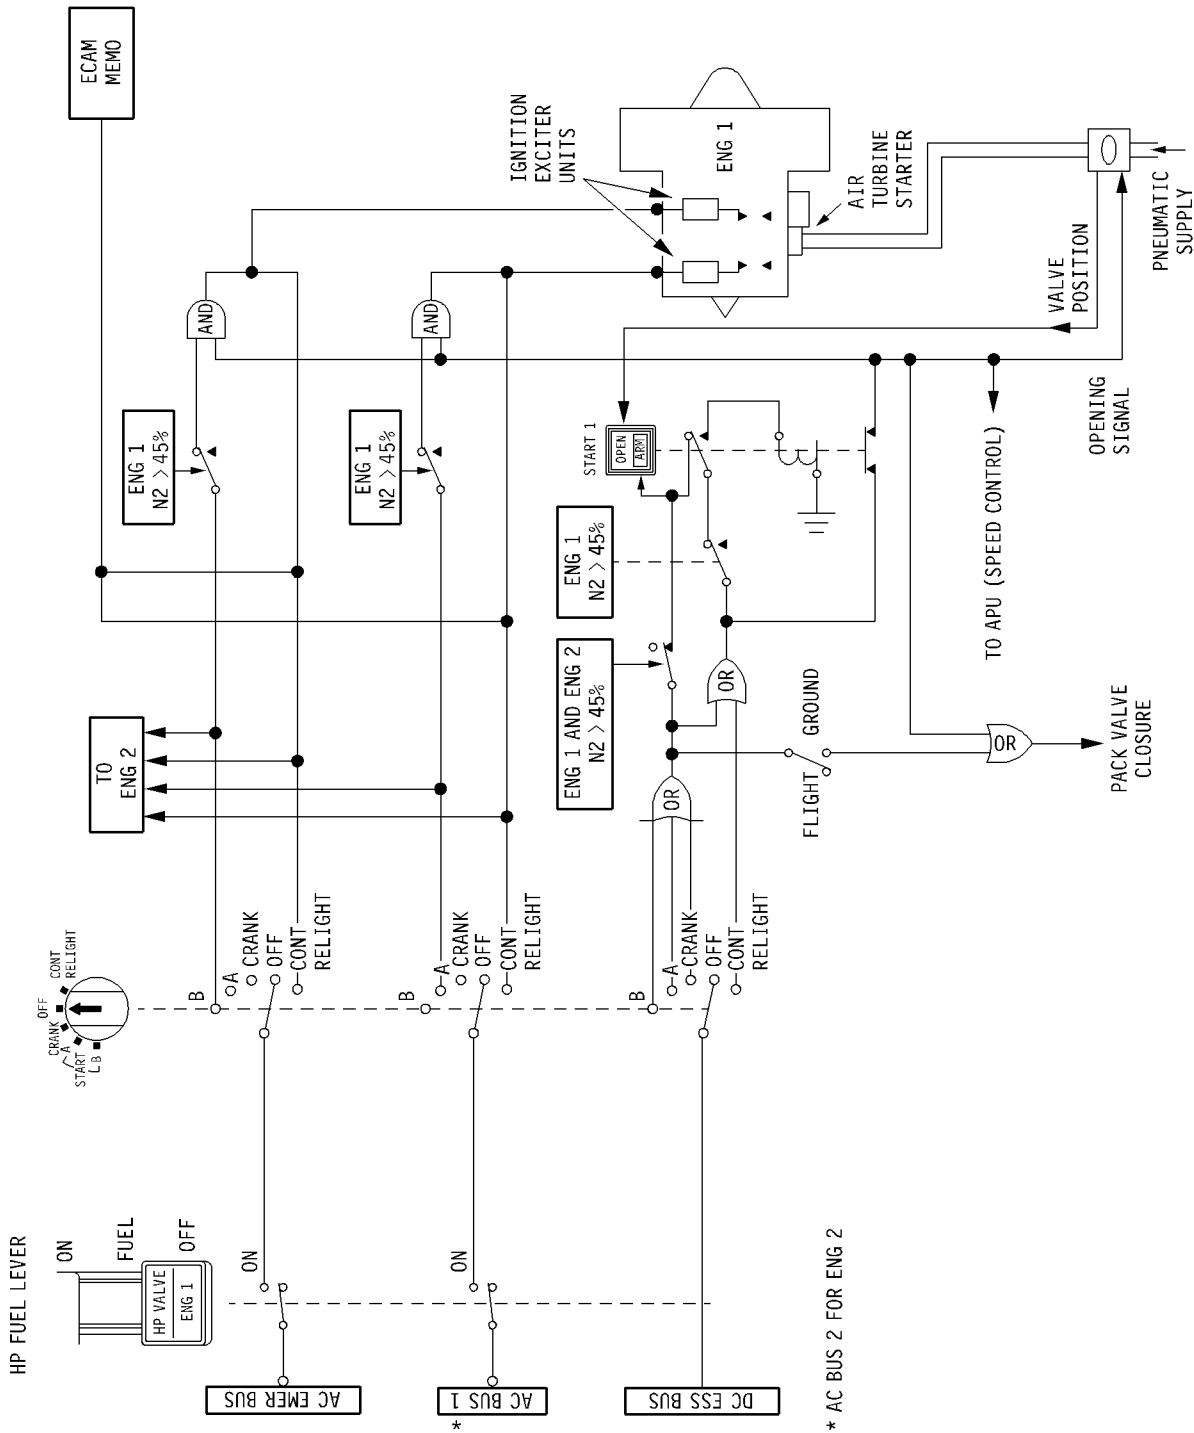 HP FUEL LEVER
ON
FUEL
OFF
HP VALVE
ENG 1
START
B
A
CRANK
OFF
CONT
RELIGHT
ECAM
MEMO
TO
ENG 2
ENG 1
N2 > 45%
AND
AC EMER BUS
ON
B
A
CRANK
OFF
CONT
RELIGHT
ENG 1
N2 > 45%
AND
* AC BUS 1
ON
B
A
CRANK
OFF
CONT
RELIGHT
IGNITION
EXCITER
UNITS
ENG 1
AIR
TURBINE
STARTER
DC ESS BUS
B
A
CRANK
OFF
CONT
RELIGHT
OR
ENG 1 AND ENG 2
N2 > 45%
ENG 1
N2 > 45%
START 1
OPEN
ARM
OR
FLIGHT
GROUND
OR
PACK VALVE
CLOSURE
TO APU (SPEED CONTROL)
OPENING
SIGNAL
VALVE
POSITION
PNEUMATIC
SUPPLY
* AC BUS 2 FOR ENG 2